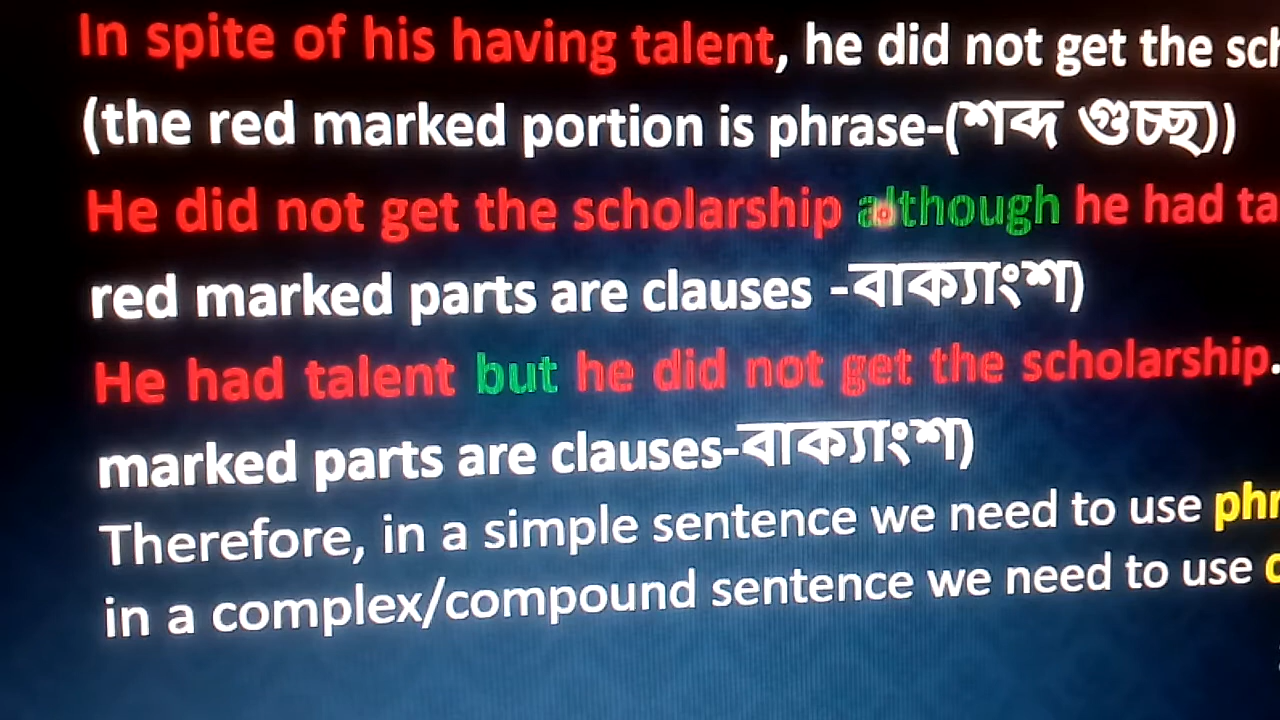 In spite of his having talent, he did not get the
(the red marked portion is phrase-(শব্দ গুচ্ছ))
He did not get the scholarship although he had
red marked parts are clauses -বাক্যাংশ)
He had talent but he did not get the scholarship.
marked parts are clauses-বাক্যাংশ)
Therefore, in a simple sentence we need to use
in a complex/compound sentence we need to use